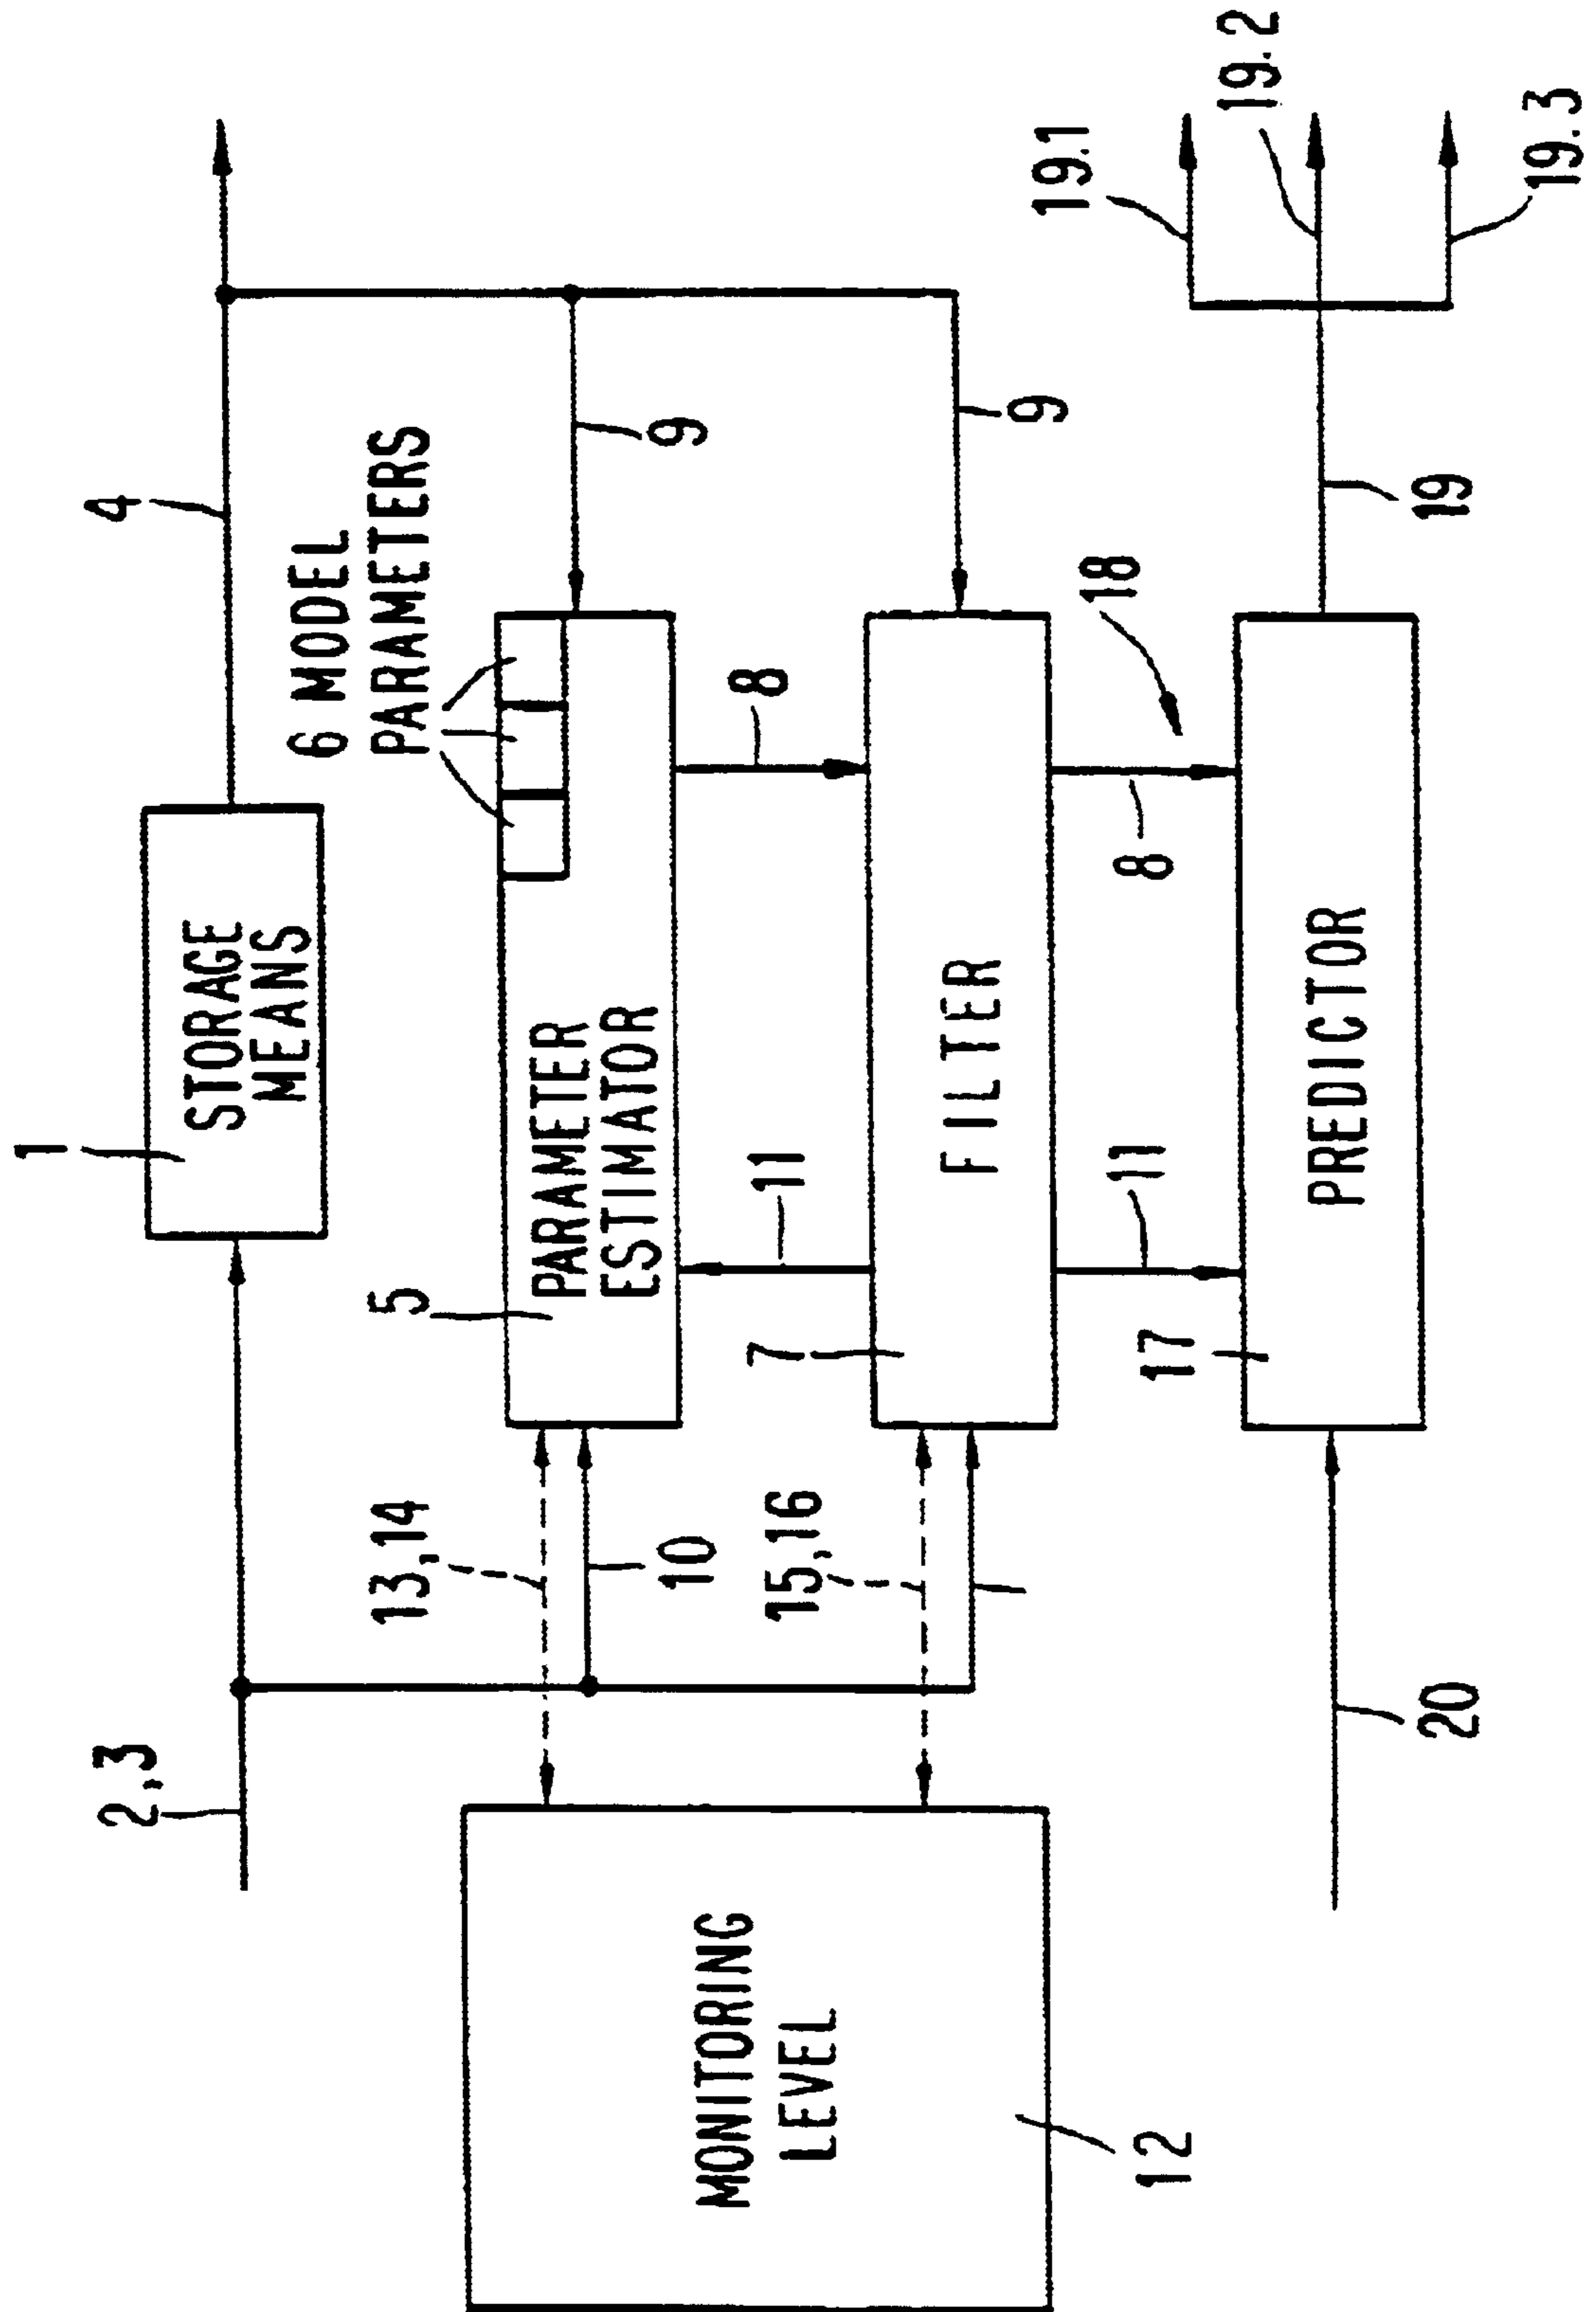 1
STORAGE
MEANS
4
2,3
6 MODEL
PARAMETERS
5
PARAMETER
ESTIMATOR
9
13,14
10
11
8
7
FILTER
9
15,16
11
8
18
17
PREDICTOR
19
19.1
19.2
19.3
20
MONITORING
LEVEL
12